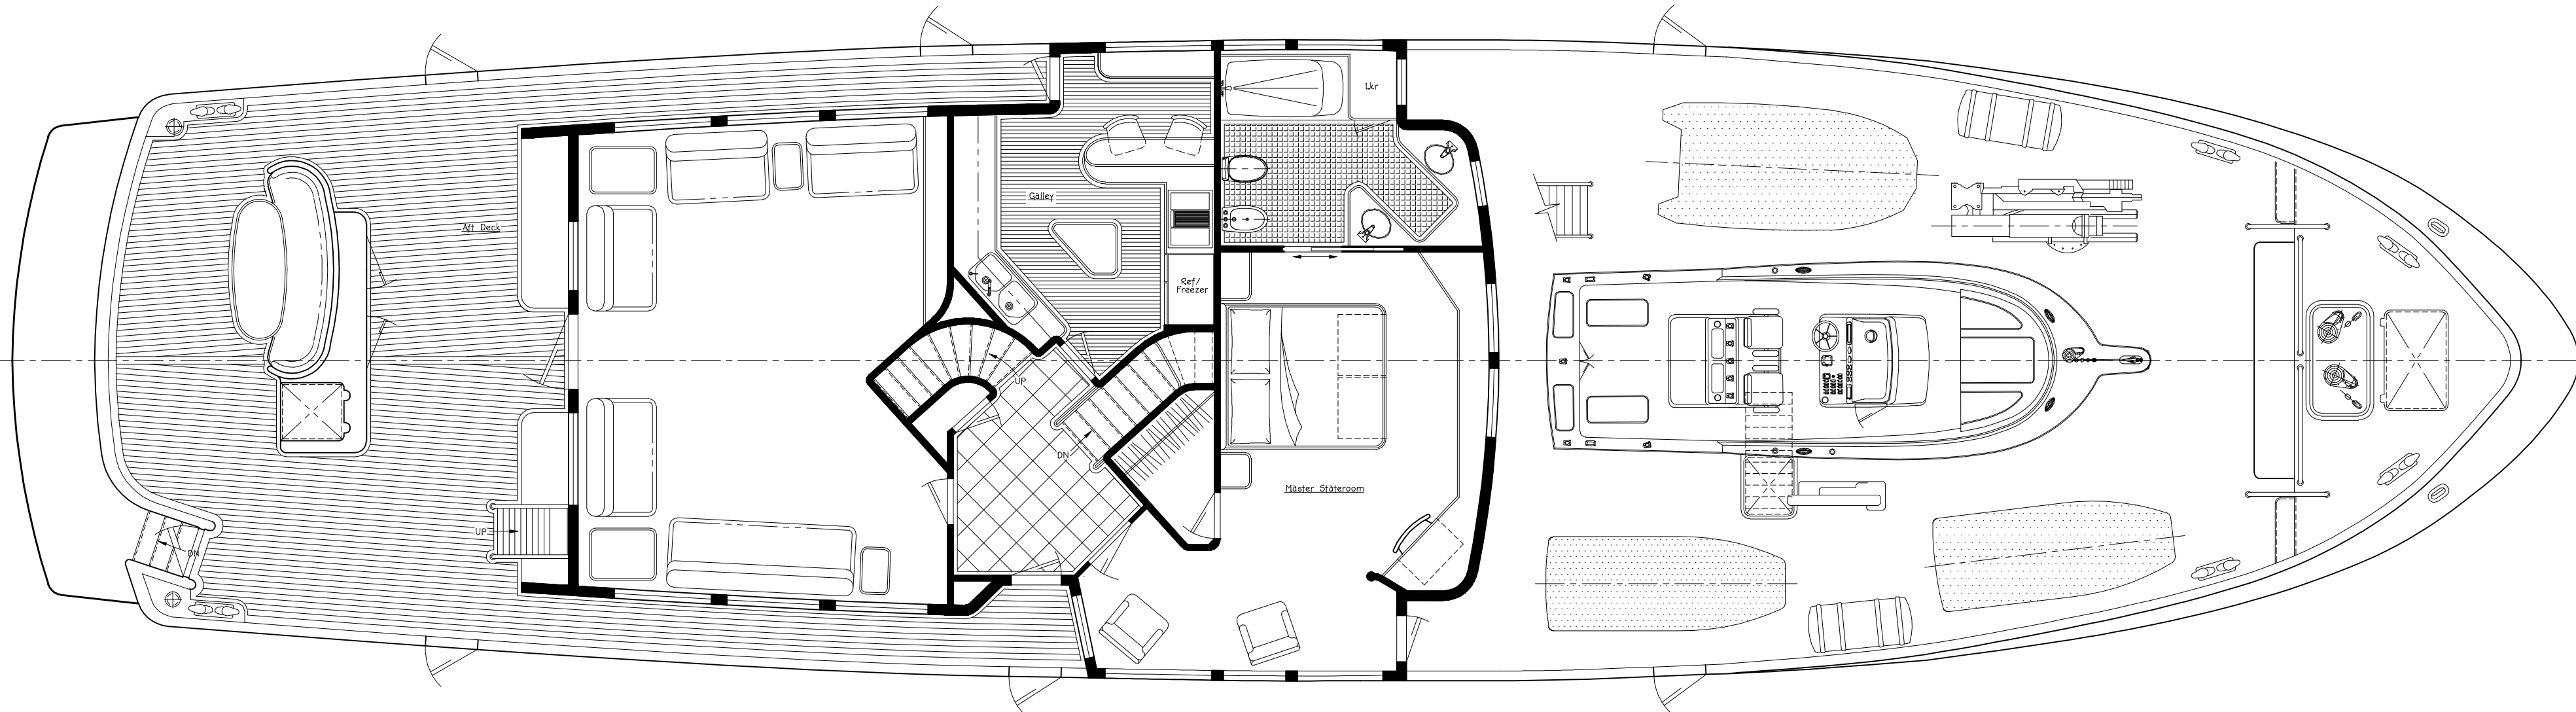 Lkr
Galley
Aft Deck
Ref/
Freezer
UP
DN
Master Stateroom
UP
DN